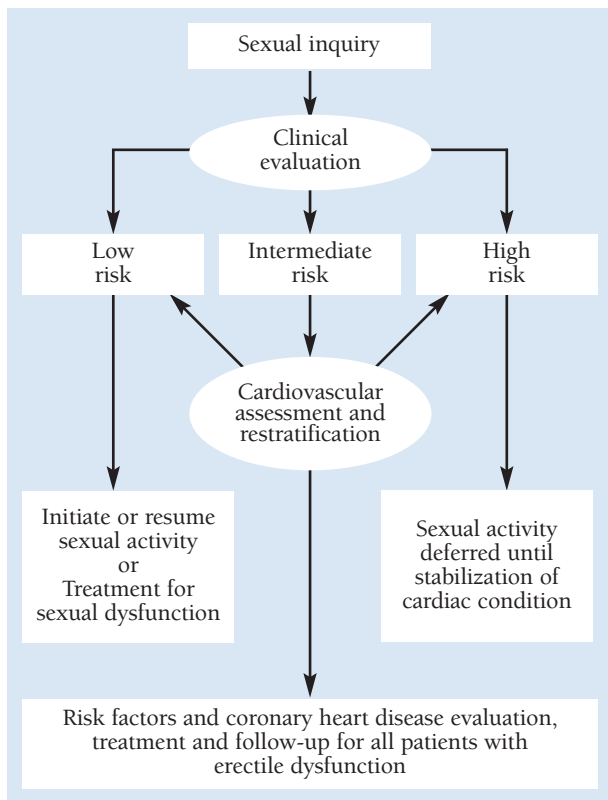 Sexual inquiry
Clinical
evaluation
Low
risk
Intermediate
risk
High
risk
Cardiovascular
assessment and
restratification
Initiate or resume
sexual activity
or
Treatment for
sexual dysfunction
Sexual activity
deferred until
stabilization of
cardiac condition
Risk factors and coronary heart disease evaluation,
treatment and follow-up for all patients with
erectile dysfunction